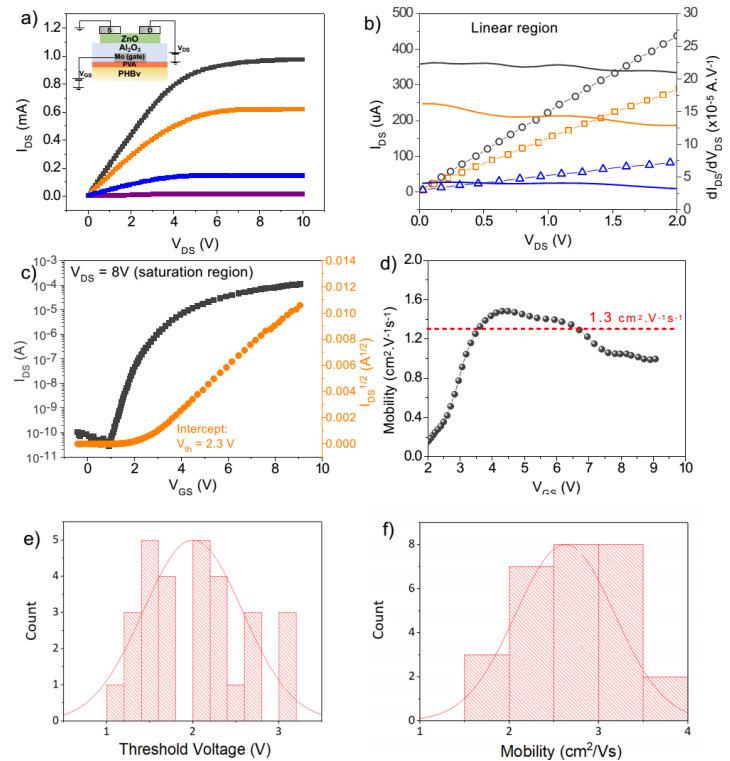 a)
S
D
ZnO
Al₂O₃
Mo (gate)
PVA
PHBv
V_DS
V_GS
1.2
1.0
0.8
0.6
0.4
0.2
0.0
I_DS (mA)
0 2 4 6 8 10
V_DS (V)
b)
Linear region
500
400
300
200
100
0
I_DS (uA)
30
25
20
15
10
5
0
dI_DS/dV_DS (x10⁻⁵ A.V⁻¹)
0.0 0.5 1.0 1.5 2.0
V_DS (V)
c)
V_DS = 8V (saturation region)
10⁻³
10⁻⁴
10⁻⁵
10⁻⁶
10⁻⁷
10⁻⁸
10⁻⁹
10⁻¹⁰
10⁻¹¹
I_DS (A)
0.014
0.012
0.010
0.008
0.006
0.004
0.002
0.000
I_DS^1/2 (A^1/2)
Intercept:
V_th = 2.3 V
0 2 4 6 8 10
V_GS (V)
d)
1.3 cm².V⁻¹s⁻¹
2.0
1.6
1.2
0.8
0.4
0.0
Mobility (cm².V⁻¹s⁻¹)
2 3 4 5 6 7 8 9 10
V_GS (V)
e)
5
4
3
2
1
0
Count
1 2 3
Threshold Voltage (V)
f)
8
6
4
2
0
Count
1 2 3 4
Mobility (cm²/Vs)